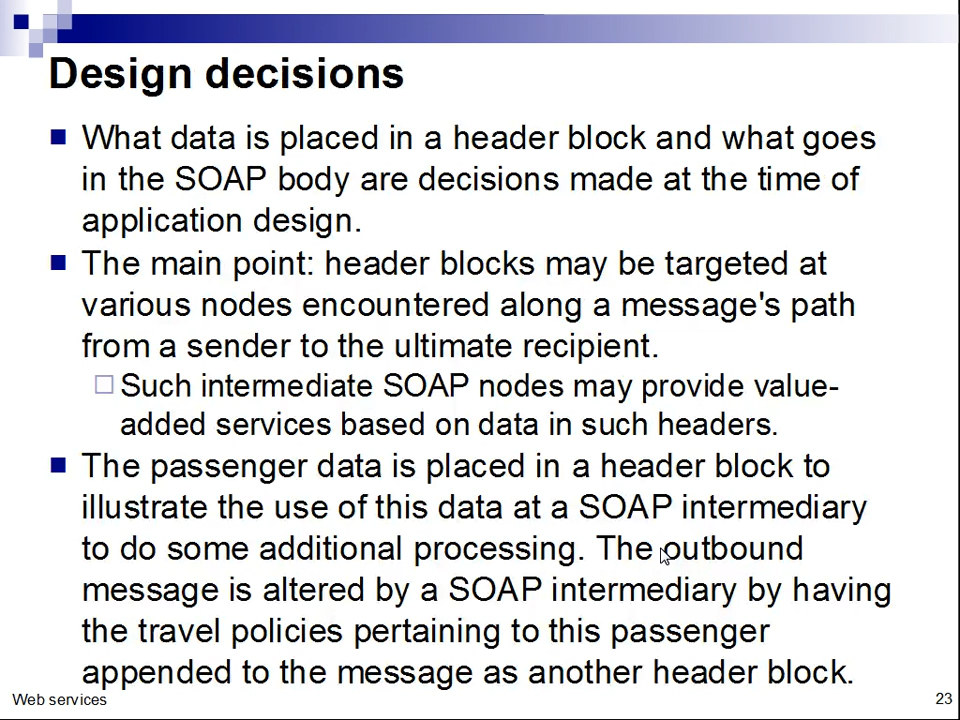 Design decisions
What data is placed in a header block and what goes
in the SOAP body are decisions made at the time of
application design.
The main point: header blocks may be targeted at
various nodes encountered along a message's path
from a sender to the ultimate recipient.
Such intermediate SOAP nodes may provide value-
added services based on data in such headers.
The passenger data is placed in a header block to
illustrate the use of this data at a SOAP intermediary
to do some additional processing. The outbound
message is altered by a SOAP intermediary by having
the travel policies pertaining to this passenger
appended to the message as another header block.
Web services
23